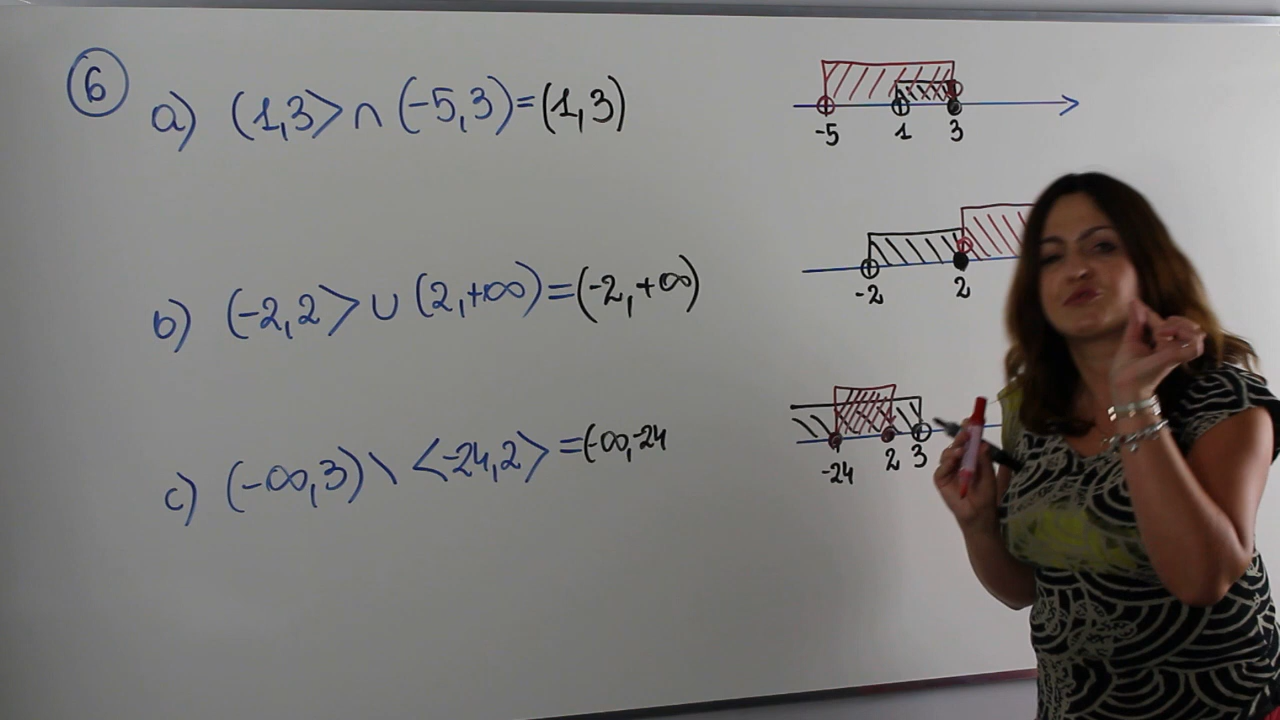 6
a) (1,3> ∩ (-5,3)=(1,3)
-5 1 3
b) (-2,2> ∪ (2,+∞)=(-2,+∞)
-2 2
c) (-∞,3) \ <-24,2> =(-∞,-24
-24 2 3